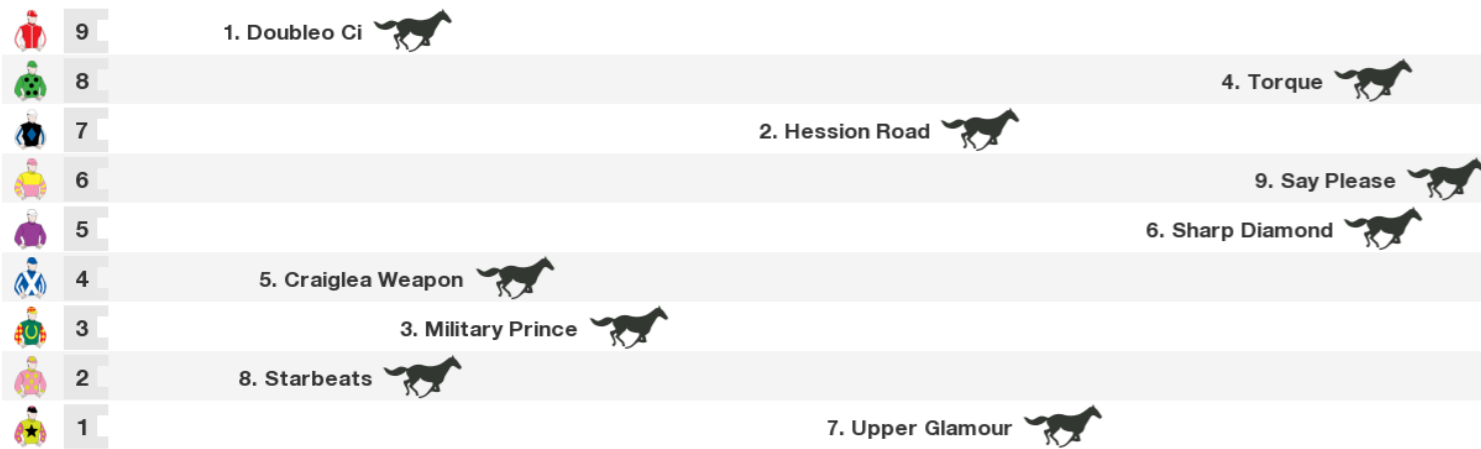 9 1. Doubleo Ci
8 4. Torque
7 2. Hession Road
6 9. Say Please
5 6. Sharp Diamond
4 5. Craiglea Weapon
3 3. Military Prince
2 8. Starbeats
1 7. Upper Glamour